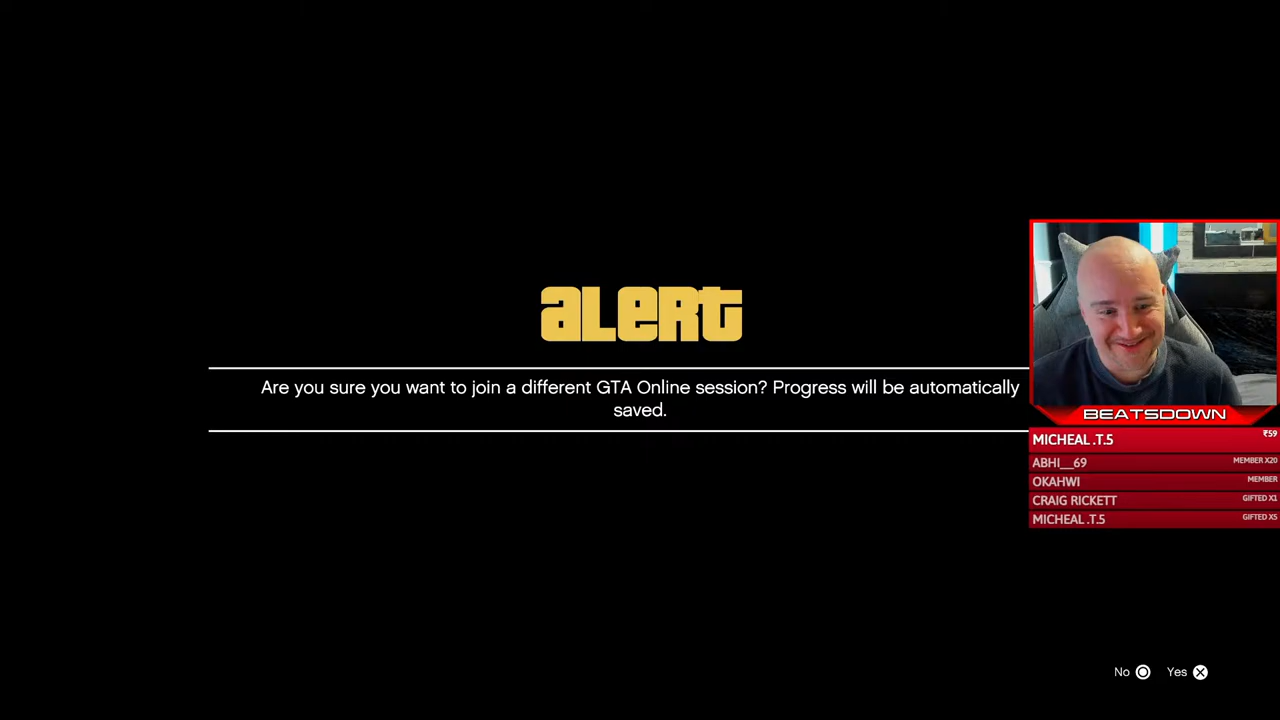 ALERT
Are you sure you want to join a different GTA Online session? Progress will be automatically
saved.
BEATSDOWN
MICHEAL .T.5 ₹59
ABHI__69 MEMBER X20
OKAHWI MEMBER
CRAIG RICKETT GIFTED X1
MICHEAL .T.5 GIFTED X5
No Yes